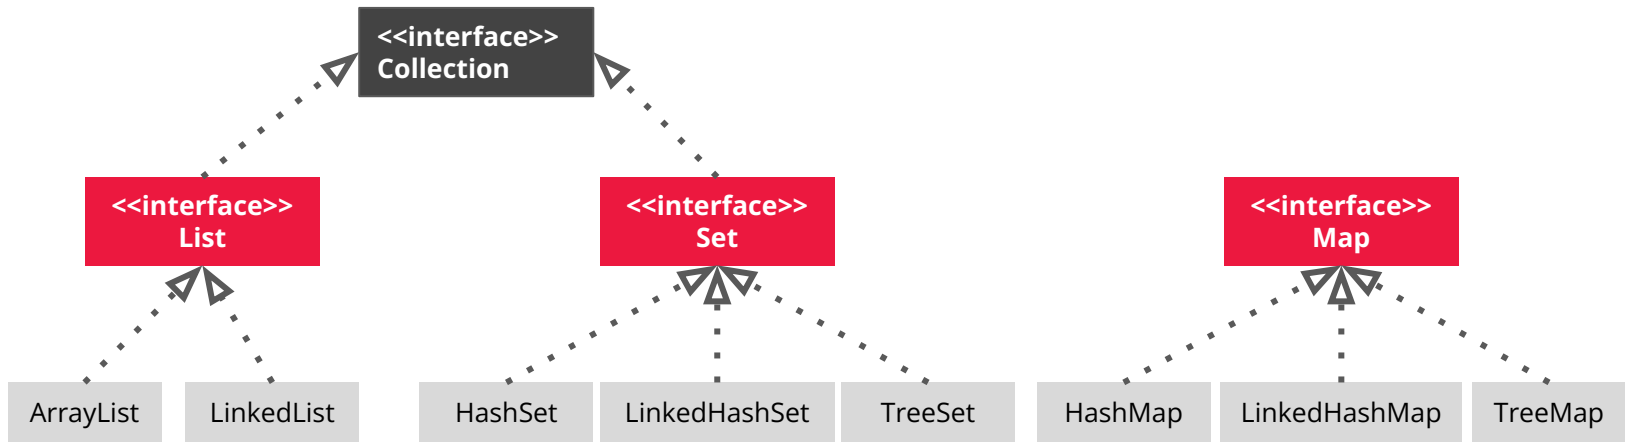 <<interface>>
Collection
<<interface>>
List
<<interface>>
Set
<<interface>>
Map
ArrayList
LinkedList
HashSet
LinkedHashSet
TreeSet
HashMap
LinkedHashMap
TreeMap